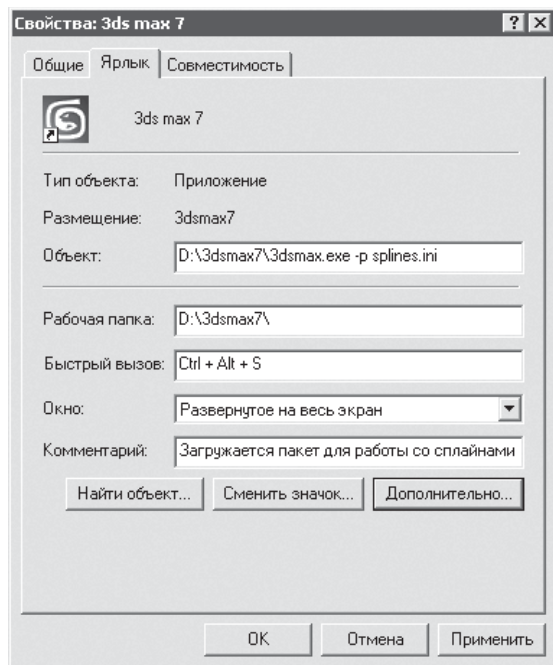 Свойства: 3ds max 7
Общие Ярлык Совместимость
3ds max 7
Тип объекта: Приложение
Размещение: 3dsmax7
Объект: D:\3dsmax7\3dsmax.exe -p splines.ini
Рабочая папка: D:\3dsmax7\
Быстрый вызов: Ctrl + Alt + S
Окно: Развернутое на весь экран
Комментарий: Загружается пакет для работы со сплайнами
Найти объект... Сменить значок... Дополнительно...
OK Отмена Применить